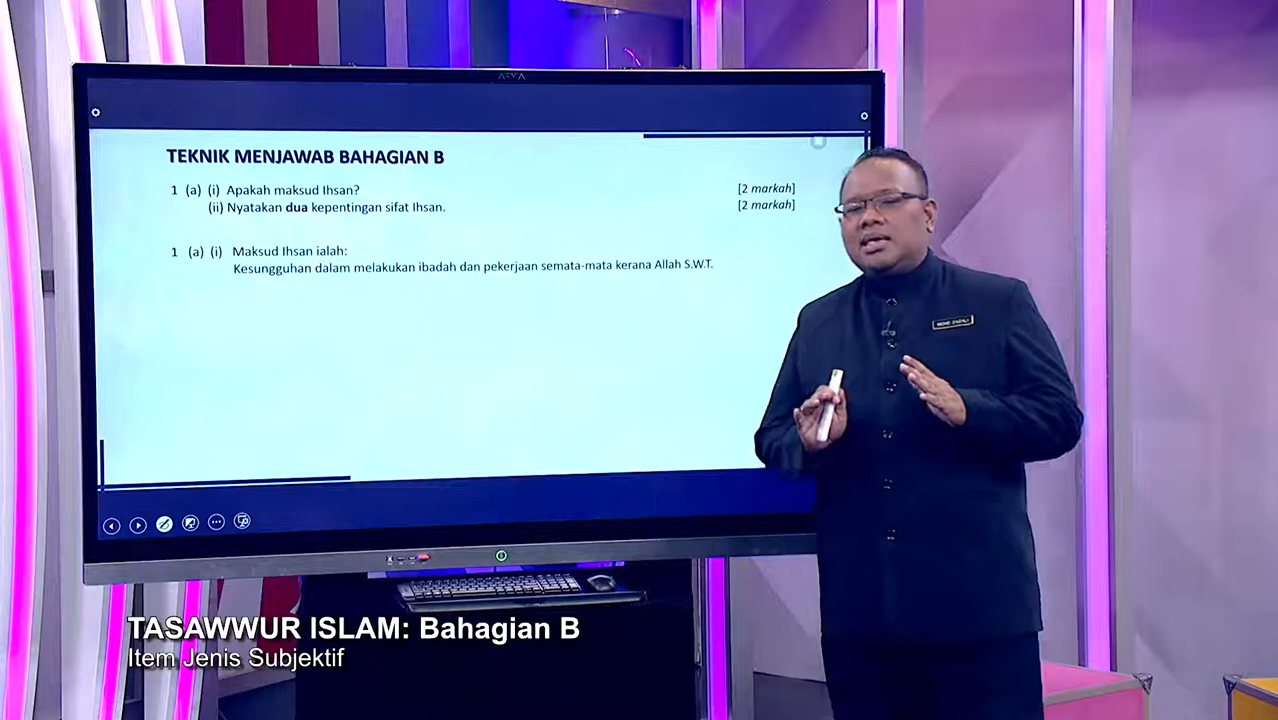 TEKNIK MENJAWAB BAHAGIAN B
1 (a) (i) Apakah maksud Ihsan? [2 markah]
(ii) Nyatakan dua kepentingan sifat Ihsan. [2 markah]
1 (a) (i) Maksud Ihsan ialah:
Kesungguhan dalam melakukan ibadah dan pekerjaan semata-mata kerana Allah S.W.T.
TASAWWUR ISLAM: Bahagian B
Item Jenis Subjektif